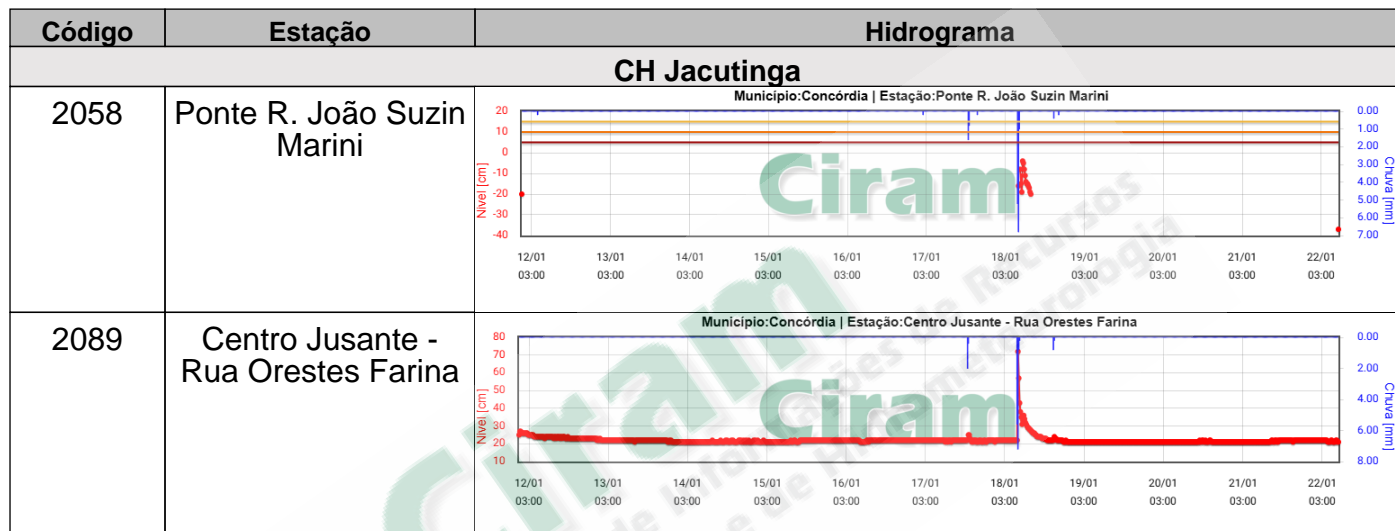 Código Estação Hidrograma
CH Jacutinga
2058 Ponte R. João Suzin
Marini
Município:Concórdia | Estação:Ponte R. João Suzin Marini
20
10
0
-10
-20
-30
-40
Nível [cm]
0.00
1.00
2.00
3.00
4.00
5.00
6.00
7.00
Chuva [mm]
Ciram
12/01 13/01 14/01 15/01 16/01 17/01 18/01 19/01 20/01 21/01 22/01
03:00 03:00 03:00 03:00 03:00 03:00 03:00 03:00 03:00 03:00 03:00
2089 Centro Jusante -
Rua Orestes Farina
Município:Concórdia | Estação:Centro Jusante - Rua Orestes Farina
80
70
60
50
40
30
20
10
Nível [cm]
0.00
2.00
4.00
6.00
8.00
Chuva [mm]
Ciram
12/01 13/01 14/01 15/01 16/01 17/01 18/01 19/01 20/01 21/01 22/01
03:00 03:00 03:00 03:00 03:00 03:00 03:00 03:00 03:00 03:00 03:00
Ciram
de Informações de Recursos
e de Hidrometeorologia